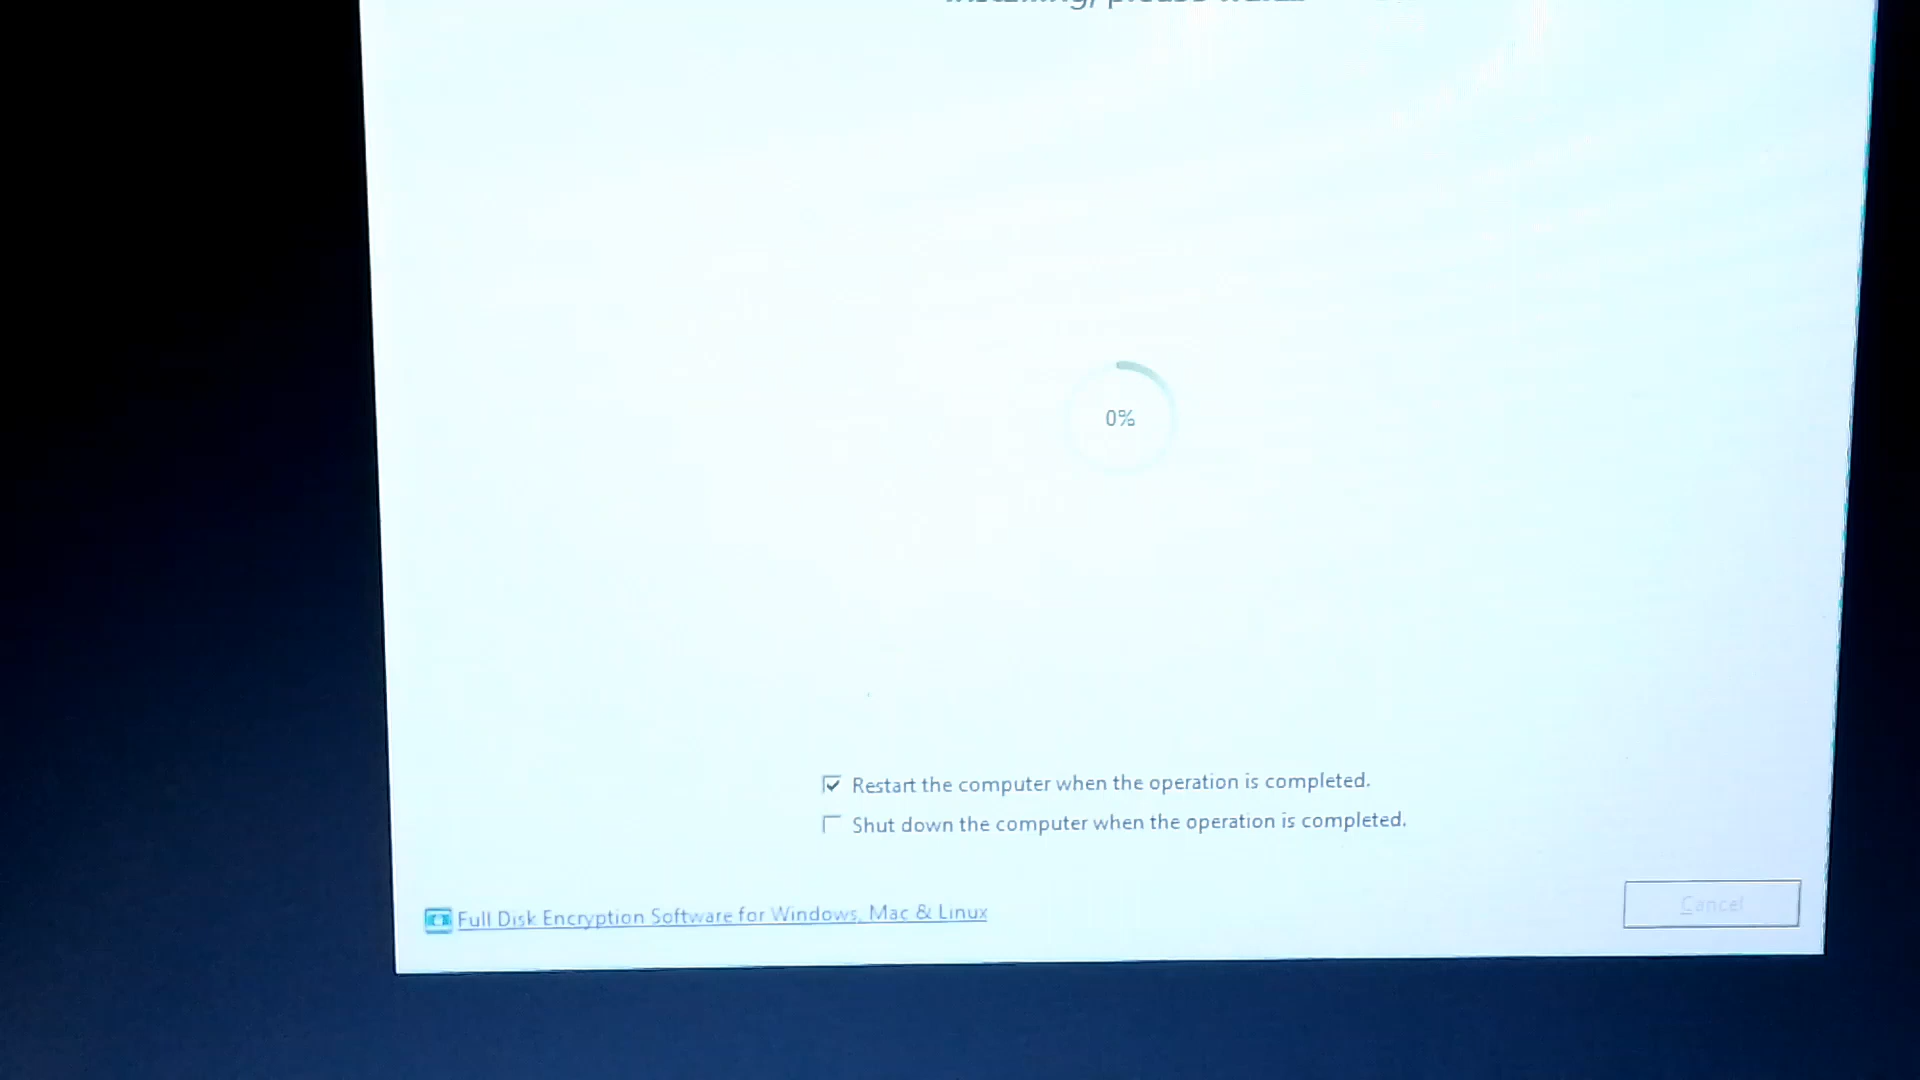 0%
Restart the computer when the operation is completed.
Shut down the computer when the operation is completed.
Full Disk Encryption Software for Windows, Mac & Linux
Cancel